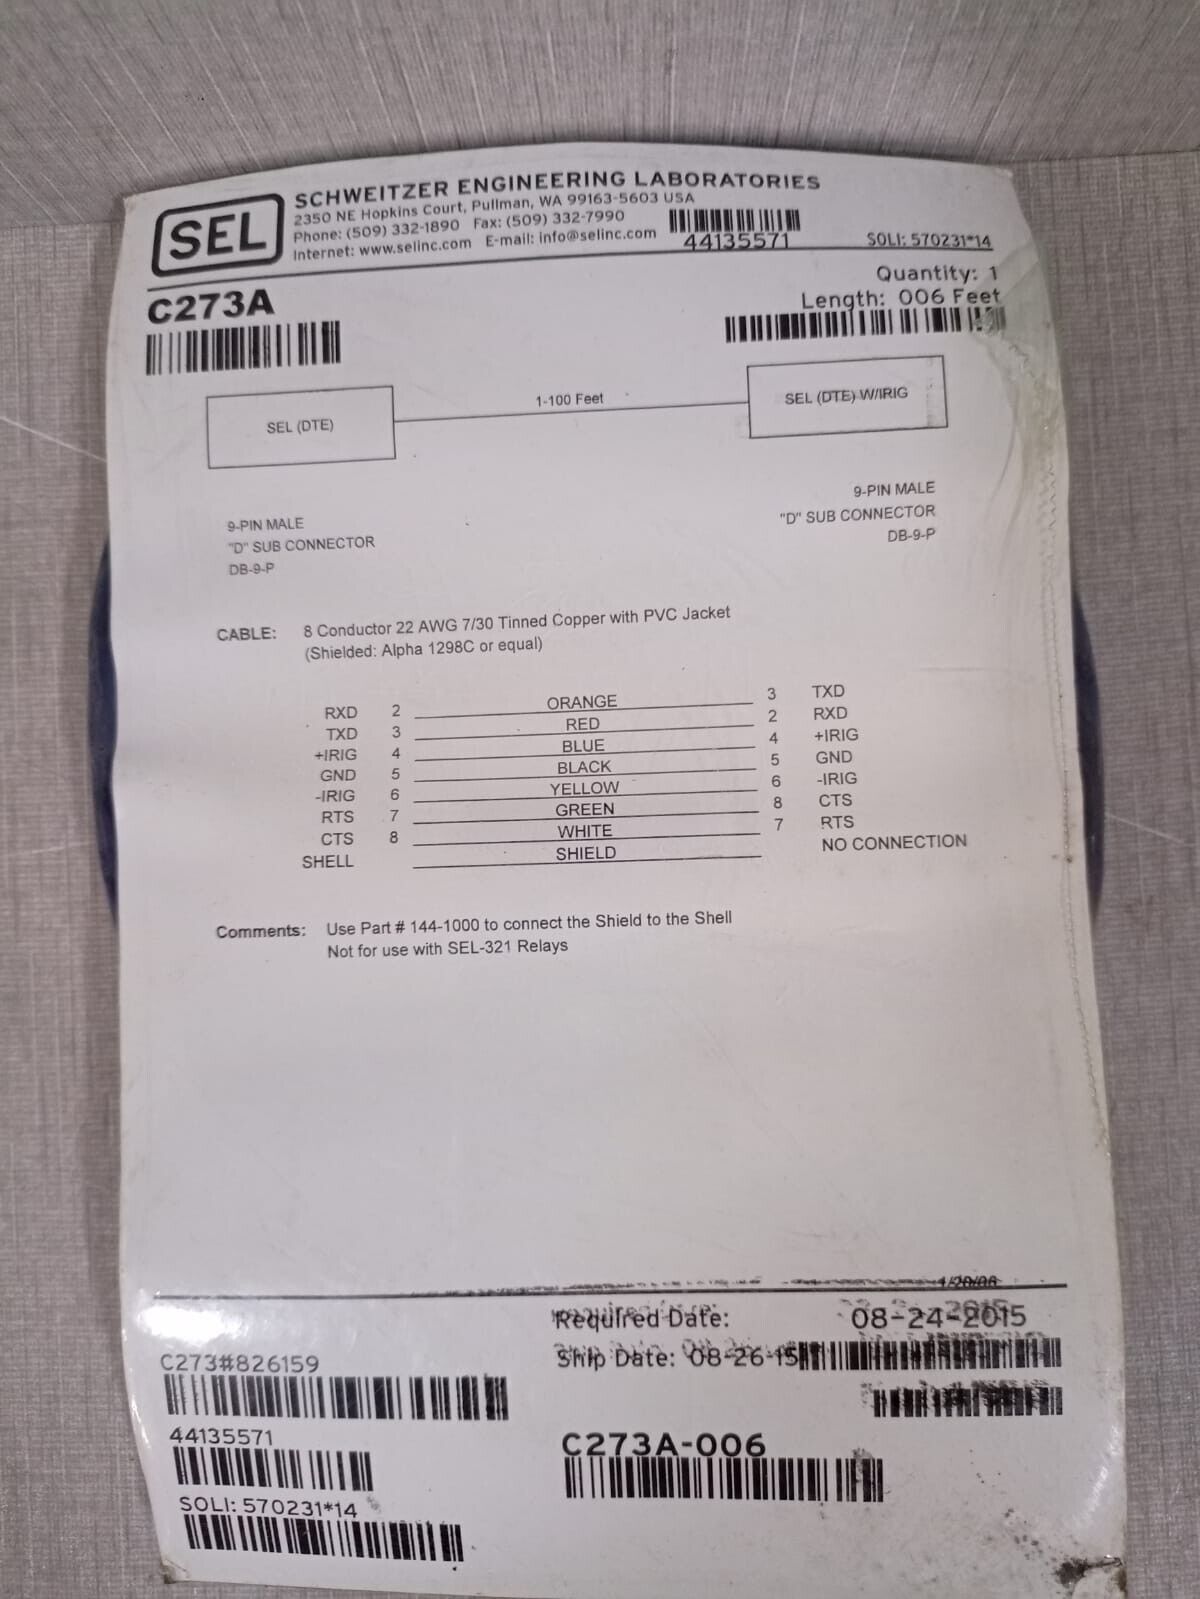 SEL
SCHWEITZER ENGINEERING LABORATORIES
2350 NE Hopkins Court, Pullman, WA 99163-5603 USA
Phone: (509) 332-1890 Fax: (509) 332-7990
Internet: www.selinc.com E-mail: info@selinc.com
44135571
SOLI: 570231*14
C273A
Quantity: 1
Length: 006 Feet
SEL (DTE)
1-100 Feet
SEL (DTE) W/IRIG
9-PIN MALE
"D" SUB CONNECTOR
DB-9-P
9-PIN MALE
"D" SUB CONNECTOR
DB-9-P
CABLE: 8 Conductor 22 AWG 7/30 Tinned Copper with PVC Jacket
(Shielded: Alpha 1298C or equal)
RXD 2 ORANGE 3 TXD
TXD 3 RED 2 RXD
+IRIG 4 BLUE 4 +IRIG
GND 5 BLACK 5 GND
-IRIG 6 YELLOW 6 -IRIG
RTS 7 GREEN 8 CTS
CTS 8 WHITE 7 RTS
SHELL SHIELD NO CONNECTION
Comments: Use Part # 144-1000 to connect the Shield to the Shell
Not for use with SEL-321 Relays
Required Date: 08-24-2015
Ship Date: 08-26-15
C273#826159
44135571
C273A-006
SOLI: 570231*14